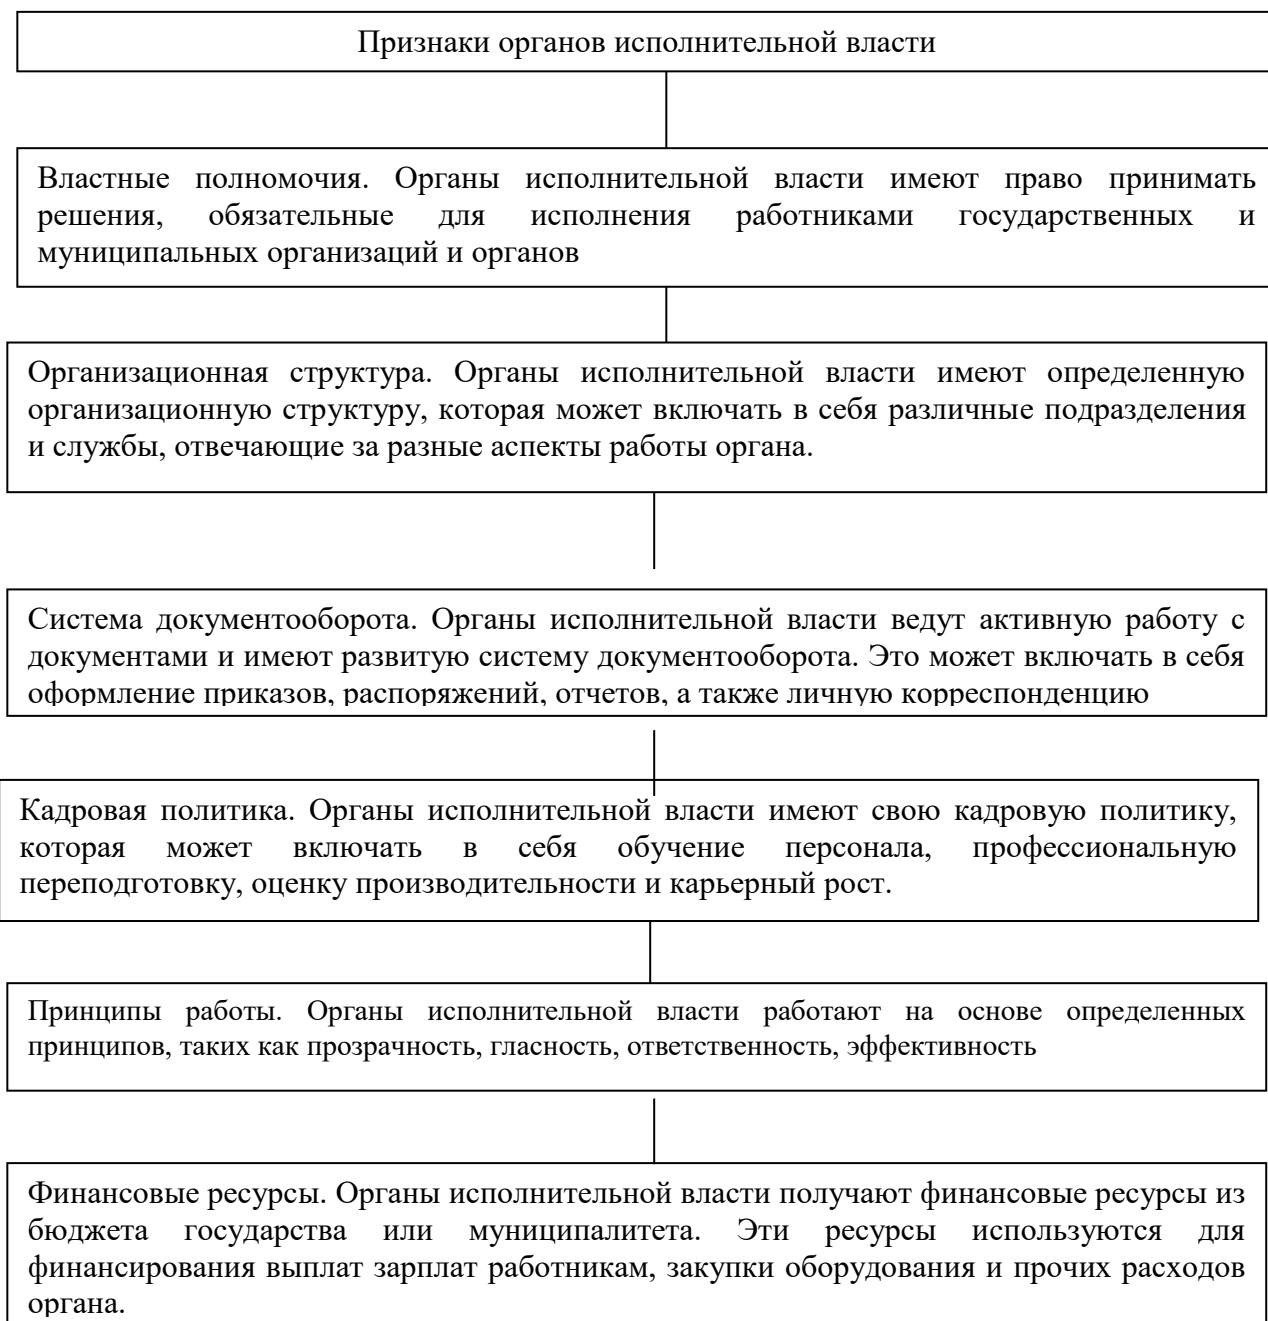 Признаки органов исполнительной власти
Властные полномочия. Органы исполнительной власти имеют право принимать
решения, обязательные для исполнения работниками государственных и
муниципальных организаций и органов
Организационная структура. Органы исполнительной власти имеют определенную
организационную структуру, которая может включать в себя различные подразделения
и службы, отвечающие за разные аспекты работы органа.
Система документооборота. Органы исполнительной власти ведут активную работу с
документами и имеют развитую систему документооборота. Это может включать в себя
оформление приказов, распоряжений, отчетов, а также личную корреспонденцию
Кадровая политика. Органы исполнительной власти имеют свою кадровую политику,
которая может включать в себя обучение персонала, профессиональную
переподготовку, оценку производительности и карьерный рост.
Принципы работы. Органы исполнительной власти работают на основе определенных
принципов, таких как прозрачность, гласность, ответственность, эффективность
Финансовые ресурсы. Органы исполнительной власти получают финансовые ресурсы из
бюджета государства или муниципалитета. Эти ресурсы используются для
финансирования выплат зарплат работникам, закупки оборудования и прочих расходов
органа.